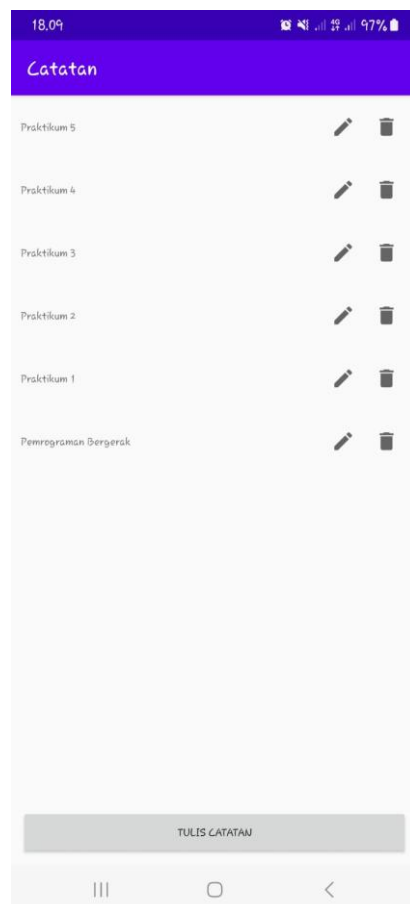 18.09 97%
Catatan
Praktikum 5
Praktikum 4
Praktikum 3
Praktikum 2
Praktikum 1
Pemrograman Bergerak
TULIS CATATAN